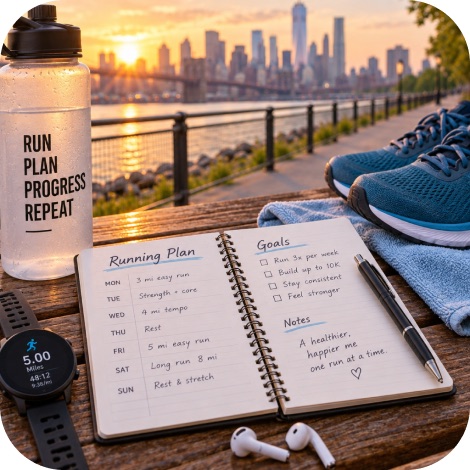 RUN
PLAN
PROGRESS
REPEAT
Running Plan
MON 3 mi easy run
TUE Strength + core
WED 4 mi tempo
THU Rest
FRI 5 mi easy run
SAT Long run 8 mi
SUN Rest & stretch
Goals
Run 3x per week
Build up to 10K
Stay consistent
Feel stronger
Notes
A healthier,
happier me
one run at a time.
5.00
Miles
48:12